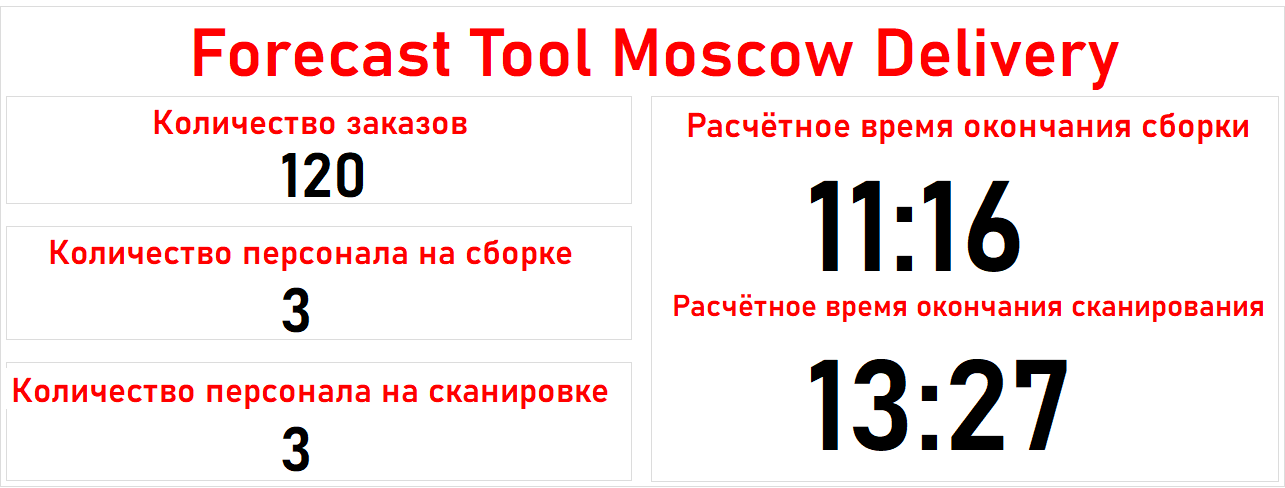 Forecast Tool Moscow Delivery
Количество заказов
120
Количество персонала на сборке
3
Количество персонала на сканировке
3
Расчётное время окончания сборки
11:16
Расчётное время окончания сканирования
13:27